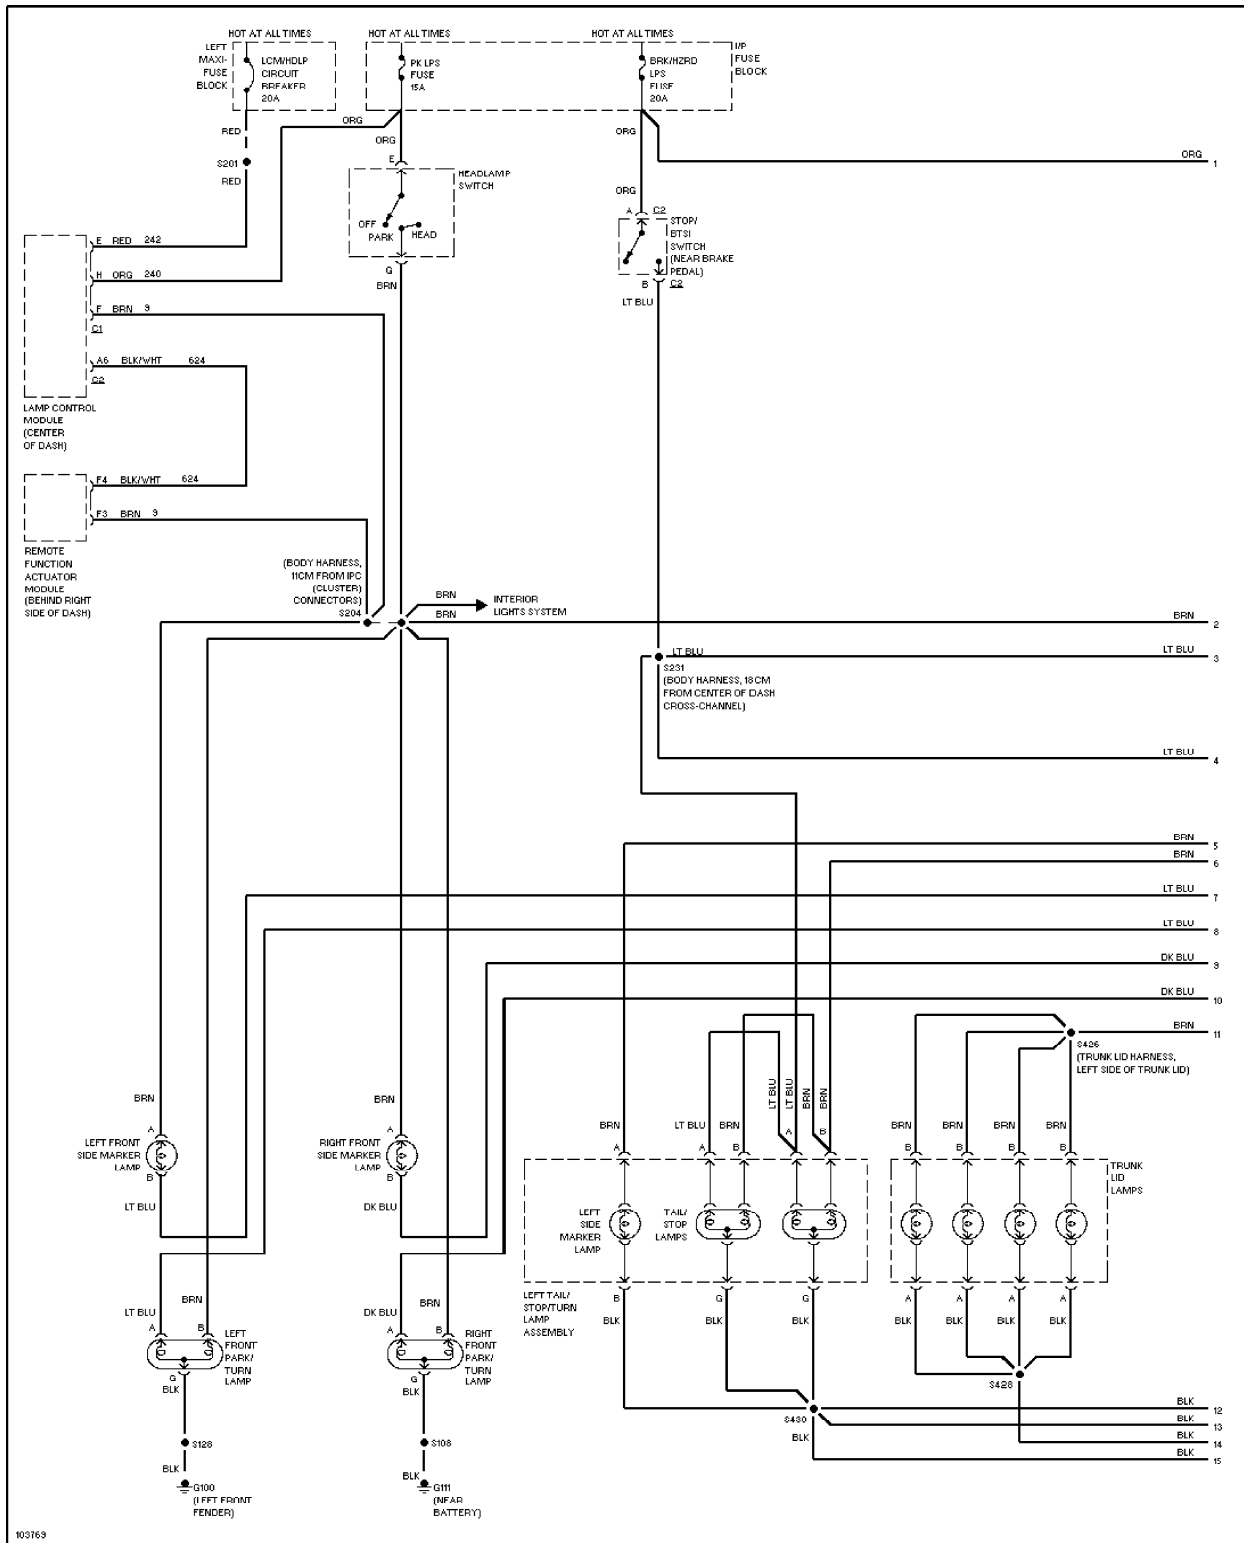 HOT AT ALL TIMES
HOT AT ALL TIMES
HOT AT ALL TIMES
LEFT
MAXI-
FUSE
BLOCK
LCM/HDLP
CIRCUIT
BREAKER
20A
PK LPS
FUSE
15A
BRK/HZRD
LPS
FUSE
20A
I/P
FUSE
BLOCK
RED
ORG
ORG
ORG
S201
RED
E
HEADLAMP
SWITCH
OFF
PARK
HEAD
G
BRN
ORG
ORG 1
A C2
STOP/
BTSI
SWITCH
(NEAR BRAKE
PEDAL)
B C2
LT BLU
E RED 242
H ORG 240
F BRN 9
C1
A6 BLK/WHT 624
C2
LAMP CONTROL
MODULE
(CENTER
OF DASH)
F4 BLK/WHT 624
F3 BRN 9
REMOTE
FUNCTION
ACTUATOR
MODULE
(BEHIND RIGHT
SIDE OF DASH)
(BODY HARNESS,
11CM FROM IPC
(CLUSTER)
CONNECTORS)
S204
BRN
INTERIOR
LIGHTS SYSTEM
BRN
BRN 2
LT BLU
LT BLU 3
S231
(BODY HARNESS, 18CM
FROM CENTER OF DASH
CROSS-CHANNEL)
LT BLU 4
BRN 5
BRN 6
LT BLU 7
LT BLU 8
DK BLU 9
DK BLU 10
BRN 11
S426
(TRUNK LID HARNESS,
LEFT SIDE OF TRUNK LID)
LT BLU
LT BLU
BRN
BRN
BRN
A
LEFT FRONT
SIDE MARKER
LAMP
B
LT BLU
BRN
A
RIGHT FRONT
SIDE MARKER
LAMP
B
DK BLU
BRN
A
LT BLU
A
BRN
B
A
B
BRN
B
BRN
B
BRN
B
BRN
B
TRUNK
LID
LAMPS
LEFT
SIDE
MARKER
LAMP
TAIL/
STOP
LAMPS
LEFT TAIL/
STOP/TURN
LAMP
ASSEMBLY
B
BLK
G
BLK
G
BLK
A
BLK
A
BLK
A
BLK
A
BLK
LT BLU
BRN
A
B
LEFT
FRONT
PARK/
TURN
LAMP
G
BLK
S128
BLK
G100
(LEFT FRONT
FENDER)
DK BLU
BRN
A
B
RIGHT
FRONT
PARK/
TURN
LAMP
G
BLK
S108
BLK
G111
(NEAR
BATTERY)
S428
S430
BLK
BLK 12
BLK 13
BLK 14
BLK 15
103769